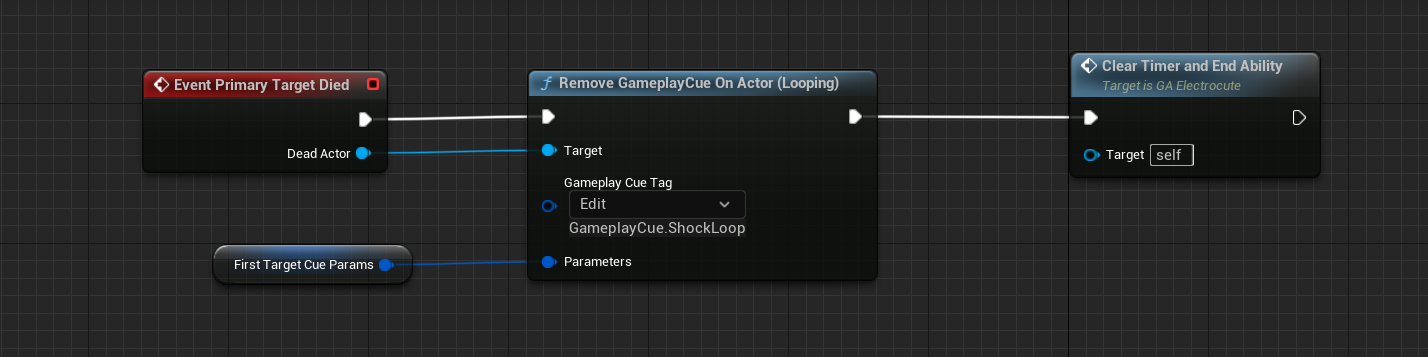 Event Primary Target Died
Dead Actor
First Target Cue Params
Remove GameplayCue On Actor (Looping)
Target
Gameplay Cue Tag
Edit
GameplayCue.ShockLoop
Parameters
Clear Timer and End Ability
Target is GA Electrocute
Target self